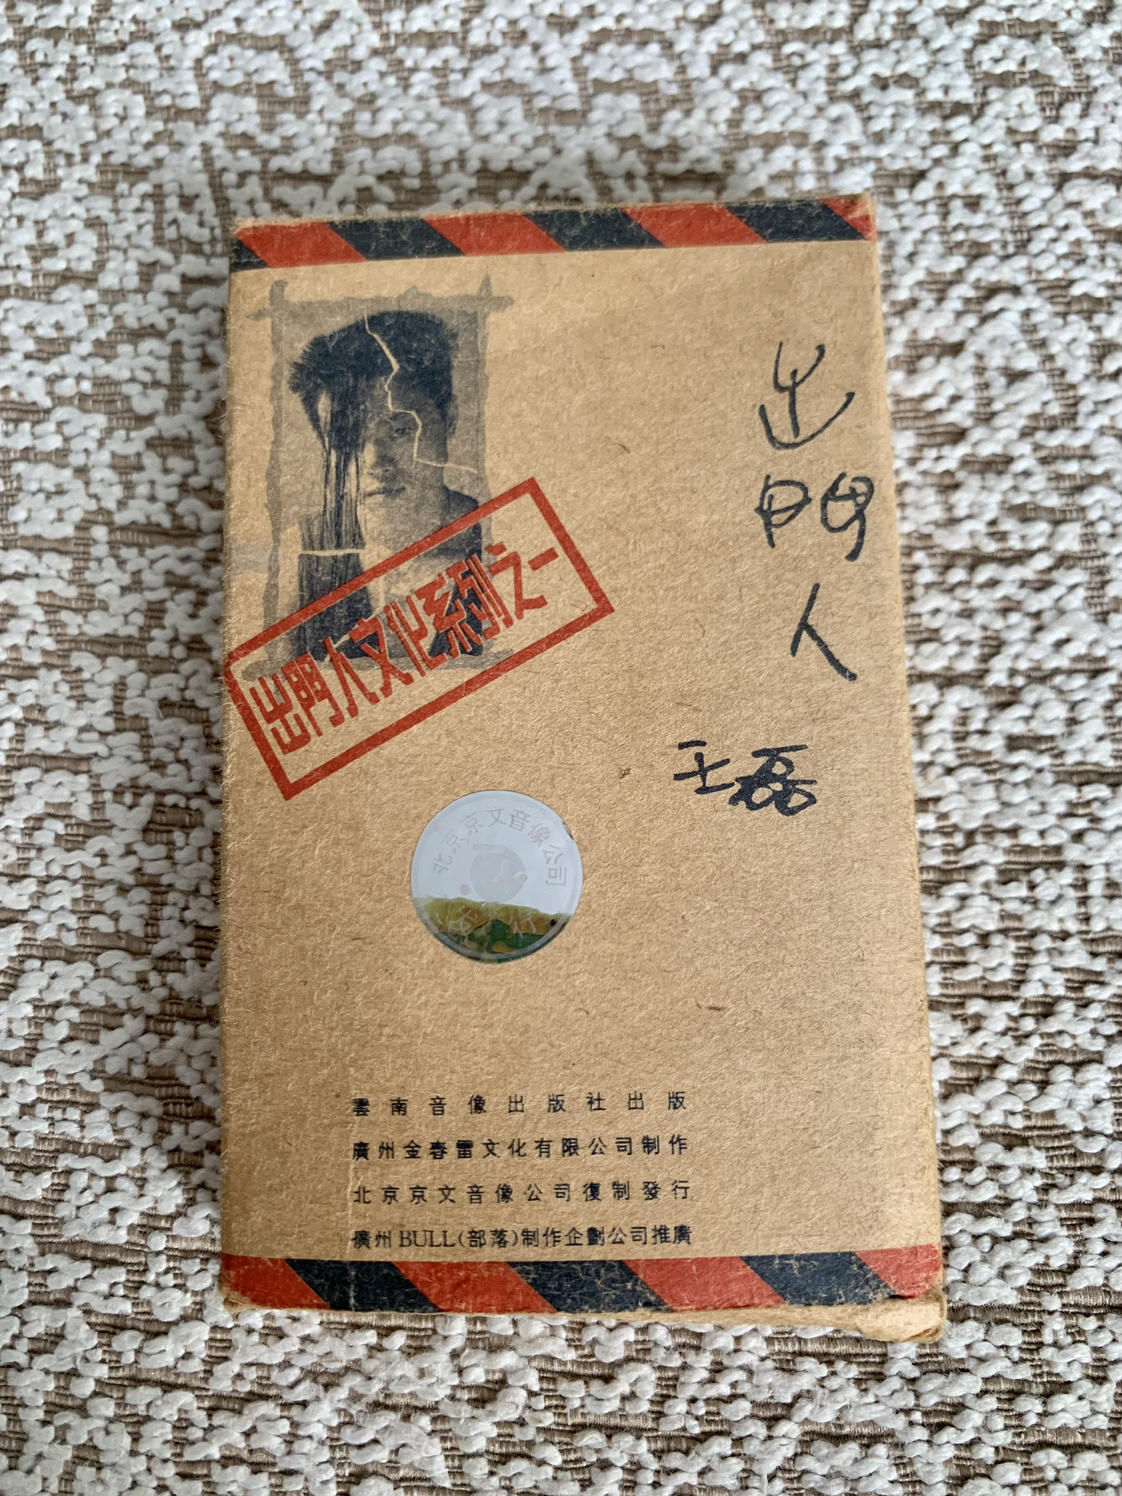 出門人
王磊
出門人文化系列之一
北京京文音像公司
雲南音像出版社出版
廣州金春雷文化有限公司制作
北京京文音像公司復制發行
廣州BULL(部落)制作企劃公司推廣